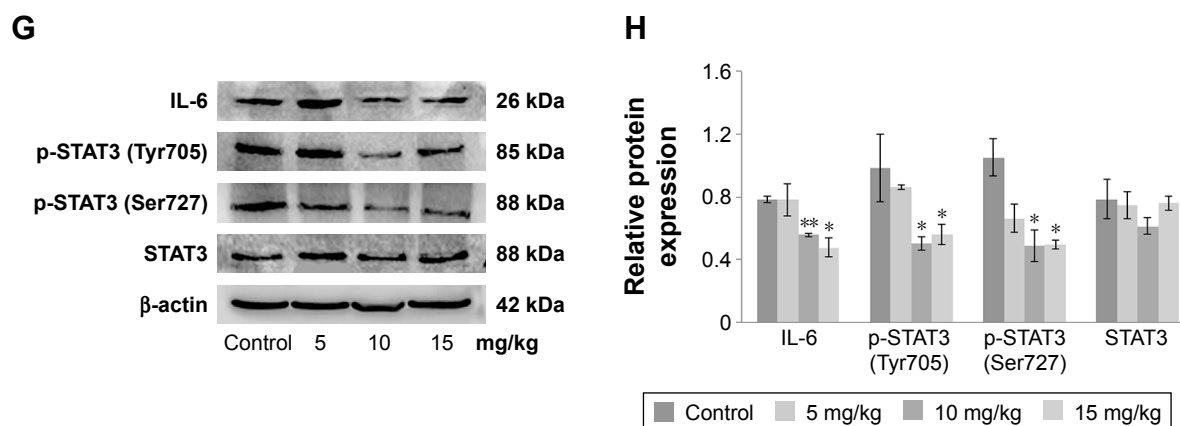 G
IL-6
26 kDa
p-STAT3 (Tyr705)
85 kDa
p-STAT3 (Ser727)
88 kDa
STAT3
88 kDa
β-actin
42 kDa
Control 5 10 15 mg/kg
H
Relative protein
expression
1.6
1.2
0.8
0.4
0
** *
* *
* *
IL-6
p-STAT3
(Tyr705)
p-STAT3
(Ser727)
STAT3
Control 5 mg/kg 10 mg/kg 15 mg/kg